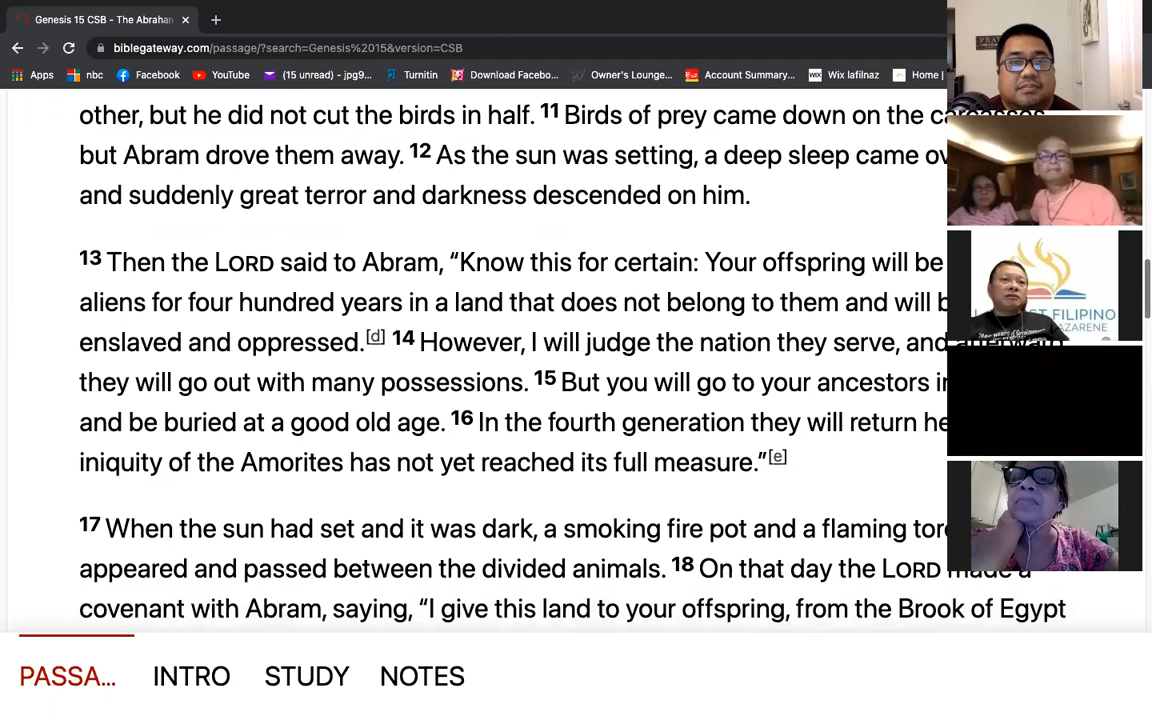 Genesis 15 CSB - The Abrahan
biblegateway.com/passage/?search=Genesis%2015&version=CSB
Apps nbc Facebook YouTube (15 unread) - jpg9... Turnitin Download Facebo... Owner's Lounge... Account Summary... WIX Wix lafilnaz Home |
other, but he did not cut the birds in half. 11 Birds of prey came down on the carcasses,
but Abram drove them away. 12 As the sun was setting, a deep sleep came ov
and suddenly great terror and darkness descended on him.
13 Then the LORD said to Abram, “Know this for certain: Your offspring will be
aliens for four hundred years in a land that does not belong to them and will b
enslaved and oppressed.[d] 14 However, I will judge the nation they serve, and afterward
they will go out with many possessions. 15 But you will go to your ancestors in
and be buried at a good old age. 16 In the fourth generation they will return he
iniquity of the Amorites has not yet reached its full measure.”[e]
17 When the sun had set and it was dark, a smoking fire pot and a flaming tor
appeared and passed between the divided animals. 18 On that day the LORD made a
covenant with Abram, saying, “I give this land to your offspring, from the Brook of Egypt
PASSA... INTRO STUDY NOTES
PRAY
ST FILIPINO
AZARENE